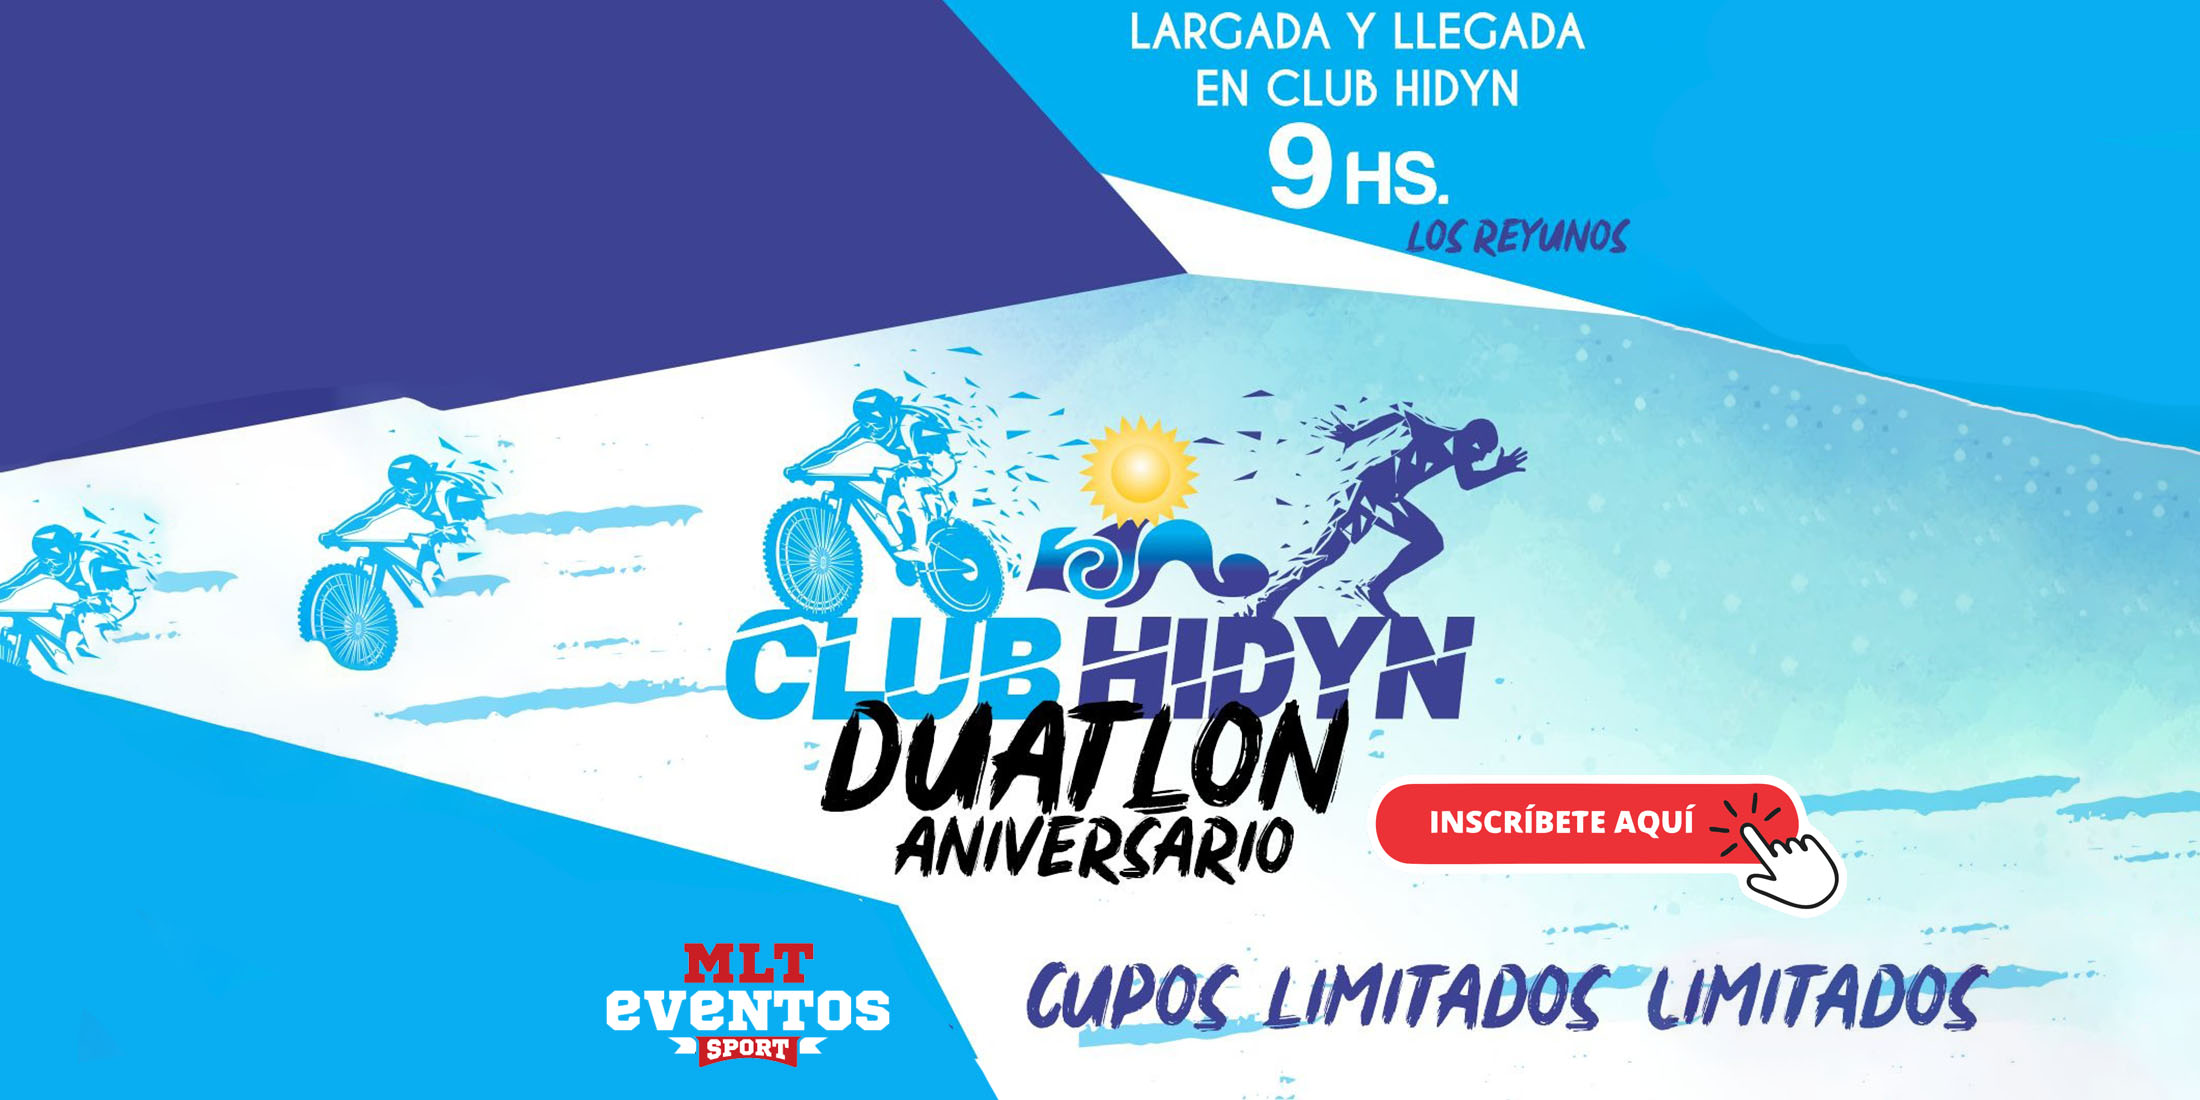 LARGADA Y LLEGADA
EN CLUB HIDYN
9 HS.
LOS REYUNOS
CLUB HIDYN
DUATLON
ANIVERSARIO
INSCRÍBETE AQUÍ
CUPOS LIMITADOS LIMITADOS
MLT
eventos
SPORT